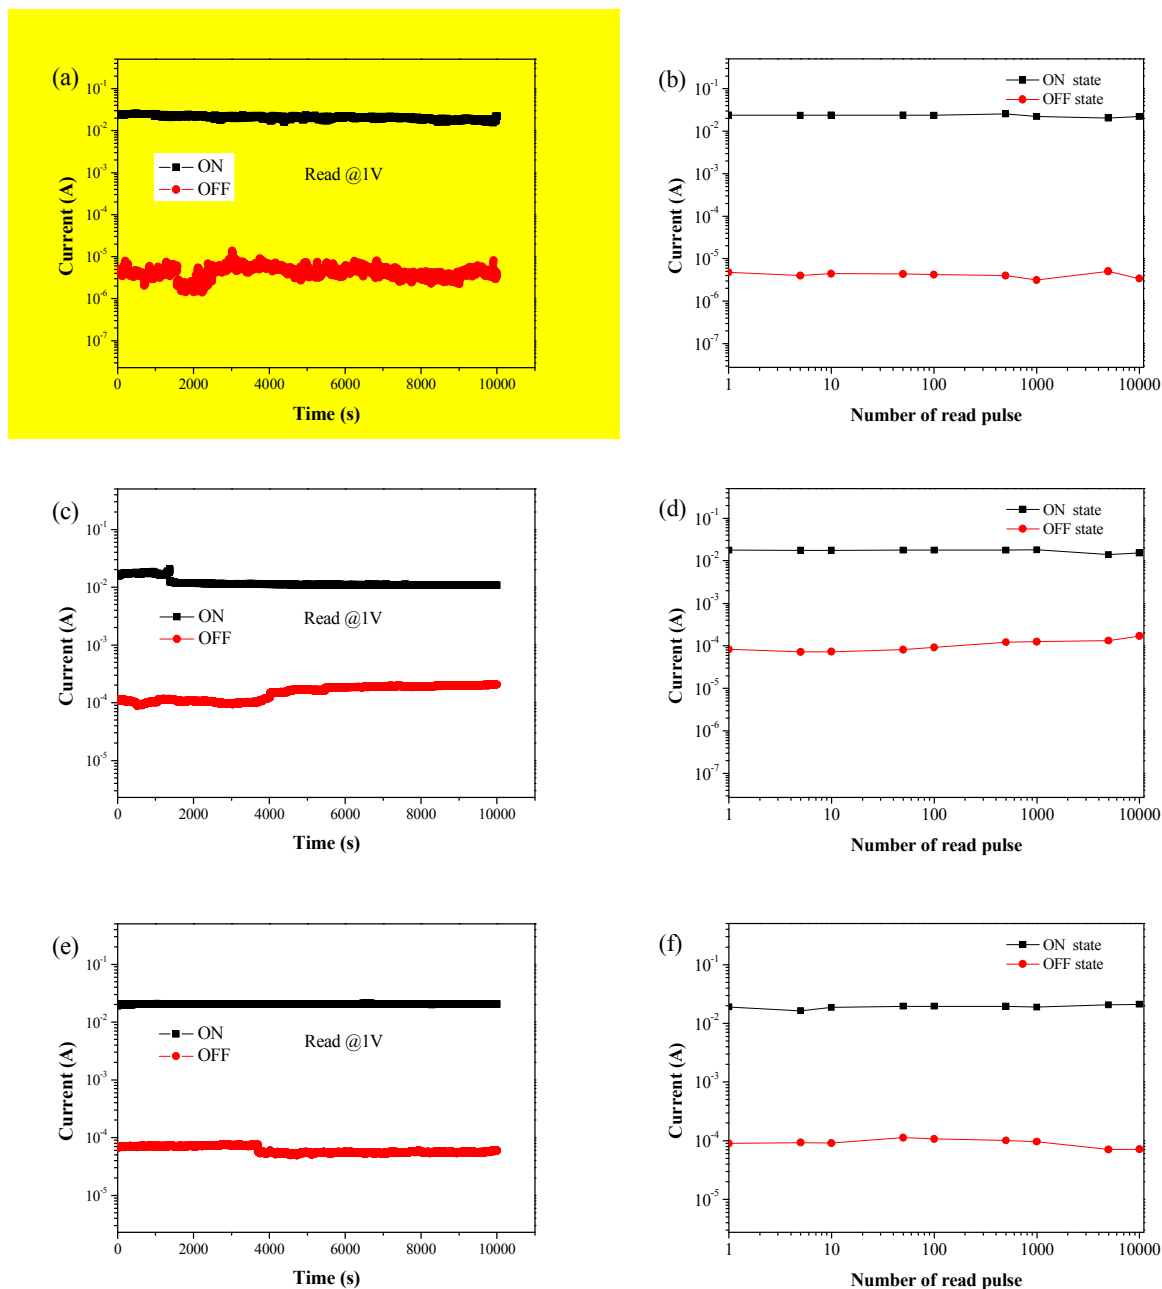 (a)
10^-1
10^-2
10^-3
10^-4
10^-5
10^-6
10^-7
Current (A)
ON
OFF
Read @1V
0 2000 4000 6000 8000 10000
Time (s)
(b)
ON state
OFF state
10^-1
10^-2
10^-3
10^-4
10^-5
10^-6
10^-7
Current (A)
1 10 100 1000 10000
Number of read pulse
(c)
10^-1
10^-2
10^-3
10^-4
10^-5
Current (A)
ON
OFF
Read @1V
0 2000 4000 6000 8000 10000
Time (s)
(d)
ON state
OFF state
10^-1
10^-2
10^-3
10^-4
10^-5
10^-6
10^-7
Current (A)
1 10 100 1000 10000
Number of read pulse
(e)
10^-1
10^-2
10^-3
10^-4
10^-5
Current (A)
ON
OFF
Read @1V
0 2000 4000 6000 8000 10000
Time (s)
(f)
ON state
OFF state
10^-1
10^-2
10^-3
10^-4
10^-5
Current (A)
1 10 100 1000 10000
Number of read pulse